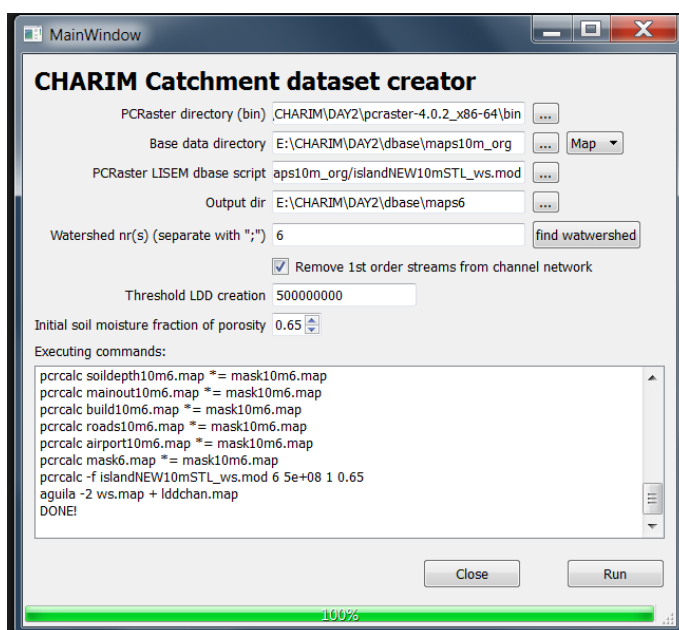 MainWindow
CHARIM Catchment dataset creator
PCRaster directory (bin) CHARIM\DAY2\pcraster-4.0.2_x86-64\bin ...
Base data directory E:\CHARIM\DAY2\dbase\maps10m_org ... Map
PCRaster LISEM dbase script aps10m_org/islandNEW10mSTL_ws.mod ...
Output dir E:\CHARIM\DAY2\dbase\maps6 ...
Watershed nr(s) (separate with ";") 6 find watwershed
Remove 1st order streams from channel network
Threshold LDD creation 500000000
Initial soil moisture fraction of porosity 0.65
Executing commands:
pcrcalc soildepth10m6.map *= mask10m6.map
pcrcalc mainout10m6.map *= mask10m6.map
pcrcalc build10m6.map *= mask10m6.map
pcrcalc roads10m6.map *= mask10m6.map
pcrcalc airport10m6.map *= mask10m6.map
pcrcalc mask6.map *= mask10m6.map
pcrcalc -f islandNEW10mSTL_ws.mod 6 5e+08 1 0.65
aguila -2 ws.map + lddchan.map
DONE!
Close Run
100%